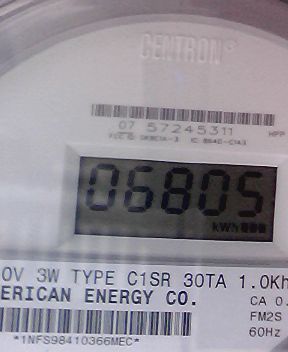 CENTRON®
07 57245311
HPP
06805
kWh
0V 3W TYPE C1SR 30TA 1.0Kh
ERICAN ENERGY CO.
CA 0.
FM2S
60Hz
*1NFS98410366MEC*